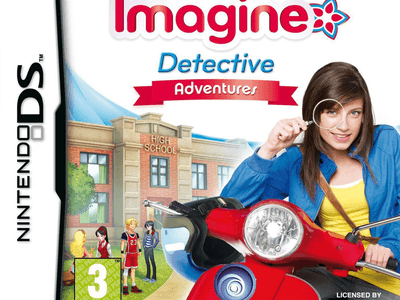 Imagine
Detective
Adventures
NINTENDO DS
HIGH
SCHOOL
3
LICENSED BY